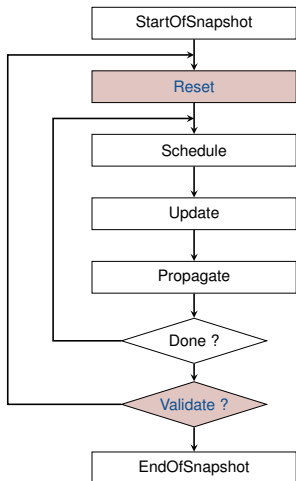 StartOfSnapshot
Reset
Schedule
Update
Propagate
Done ?
Validate ?
EndOfSnapshot